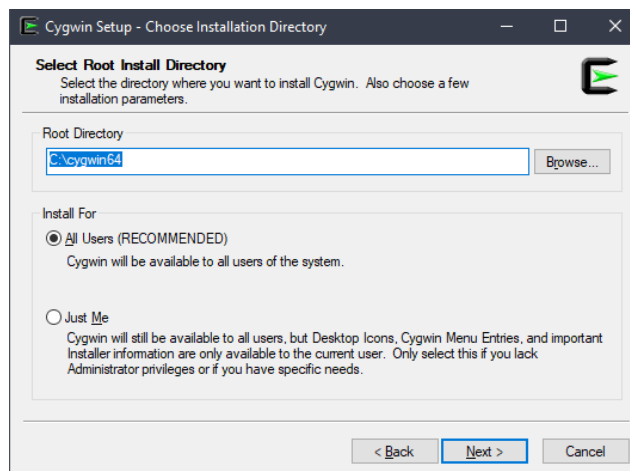 Cygwin Setup - Choose Installation Directory
Select Root Install Directory
Select the directory where you want to install Cygwin. Also choose a few
installation parameters.
Root Directory
C:\cygwin64
Browse...
Install For
All Users (RECOMMENDED)
Cygwin will be available to all users of the system.
Just Me
Cygwin will still be available to all users, but Desktop Icons, Cygwin Menu Entries, and important
Installer information are only available to the current user. Only select this if you lack
Administrator privileges or if you have specific needs.
< Back
Next >
Cancel